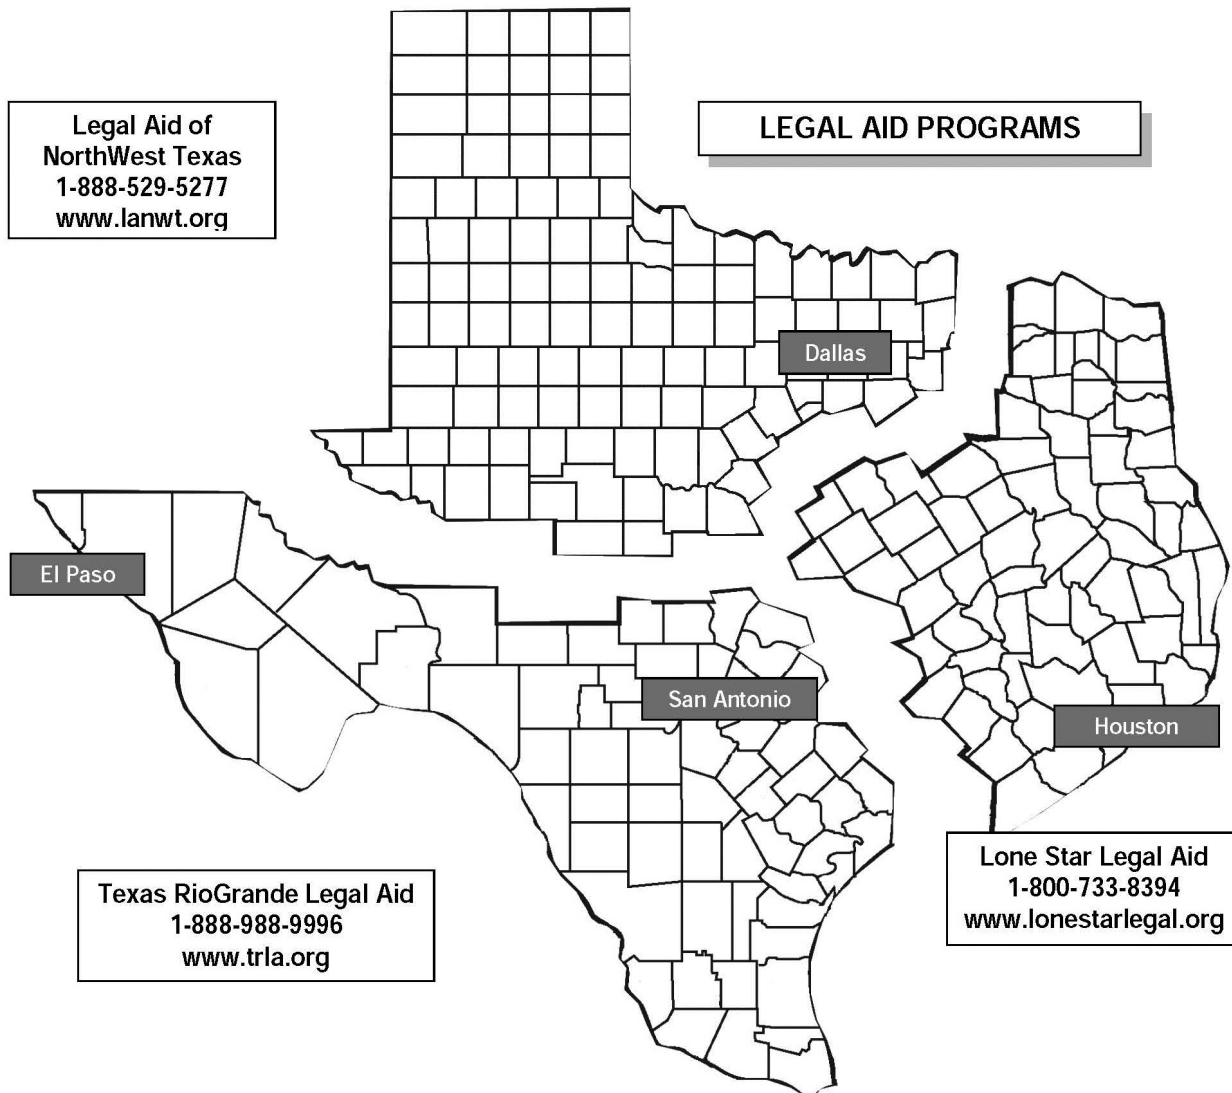 Legal Aid of
NorthWest Texas
1-888-529-5277
www.lanwt.org
LEGAL AID PROGRAMS
Dallas
El Paso
San Antonio
Houston
Texas RioGrande Legal Aid
1-888-988-9996
www.trla.org
Lone Star Legal Aid
1-800-733-8394
www.lonestarlegal.org